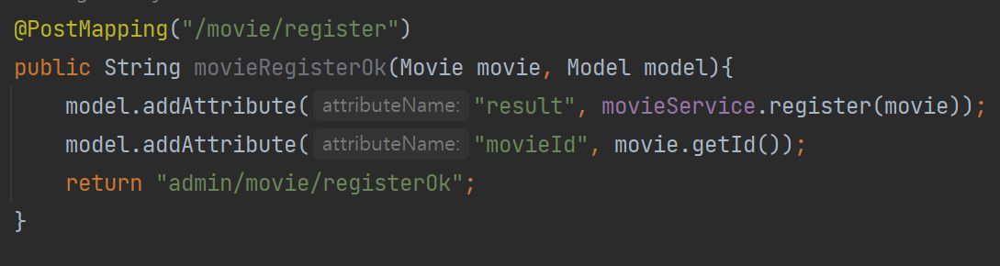 @PostMapping("/movie/register")
public String movieRegisterOk(Movie movie, Model model){
model.addAttribute( attributeName: "result", movieService.register(movie));
model.addAttribute( attributeName: "movieId", movie.getId());
return "admin/movie/registerOk";
}